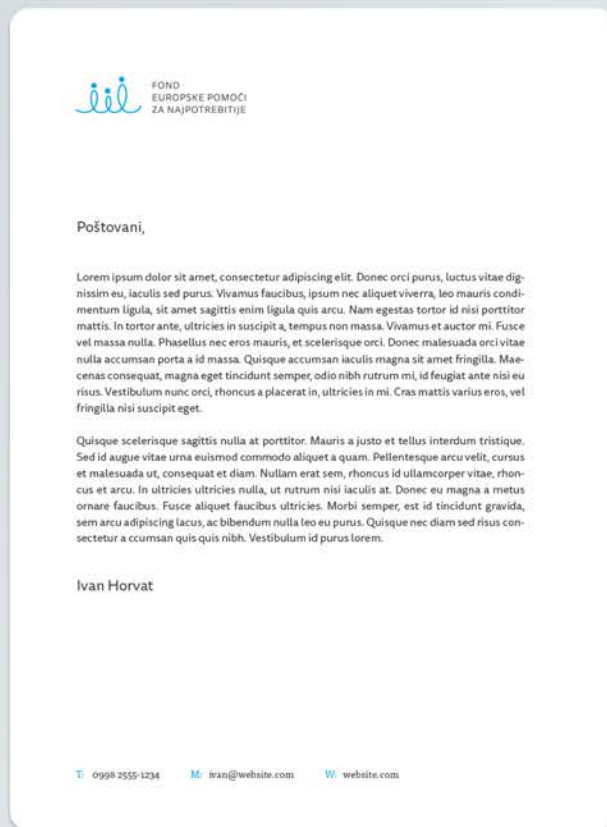 FOND
EUROPSKE POMOĆI
ZA NAJPOTREBITIJE
Poštovani,
Lorem ipsum dolor sit amet, consectetur adipiscing elit. Donec orci purus, luctus vitae dig-
nissim eu, iaculis sed purus. Vivamus faucibus, ipsum nec aliquet viverra, leo mauris condi-
mentum ligula, sit amet sagittis enim ligula quis arcu. Nam egestas tortor id nisi porttitor
mattis. In tortor ante, ultricies in suscipit a, tempus non massa. Vivamus et auctor mi. Fusce
vel massa nulla. Phasellus nec eros mauris, et scelerisque orci. Donec malesuada orci vitae
nulla accumsan porta a id massa. Quisque accumsan iaculis magna sit amet fringilla. Mae-
cenas consequat, magna eget tincidunt semper, odio nibh rutrum mi, id feugiat ante nisi eu
risus. Vestibulum nunc orci, rhoncus a placerat in, ultricies in mi. Cras mattis varius eros, vel
fringilla nisi suscipit eget.
Quisque scelerisque sagittis nulla at porttitor. Mauris a justo et tellus interdum tristique.
Sed id augue vitae urna euismod commodo aliquet a quam. Pellentesque arcu velit, cursus
et malesuada ut, consequat et diam. Nullam erat sem, rhoncus id ullamcorper vitae, rhon-
cus et arcu. In ultricies ultricies nulla, ut rutrum nisi iaculis at. Donec eu magna a metus
ornare faucibus. Fusce aliquet faucibus ultricies. Morbi semper, est id tincidunt gravida,
sem arcu adipiscing lacus, ac bibendum nulla leo eu purus. Quisque nec diam sed risus con-
sectetur a ccumsan quis quis nibh. Vestibulum id purus lorem.
Ivan Horvat
T: 0998 2555-1234 M: ivan@website.com W: website.com